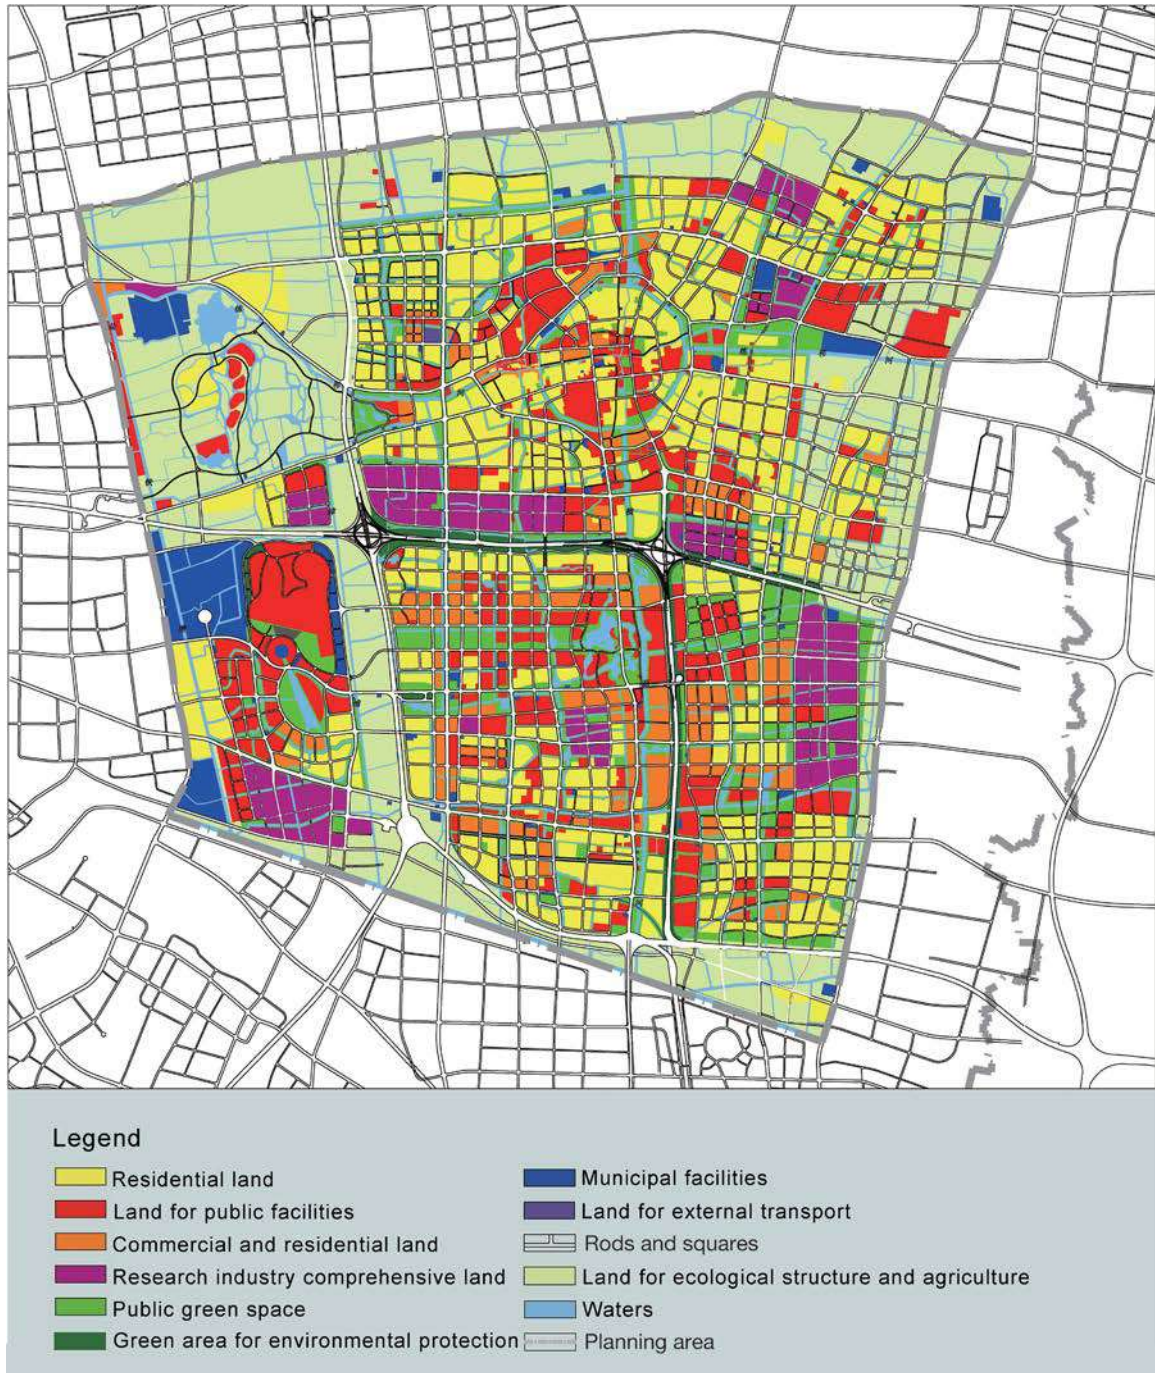 Legend
Residential land
Land for public facilities
Commercial and residential land
Research industry comprehensive land
Public green space
Green area for environmental protection
Municipal facilities
Land for external transport
Rods and squares
Land for ecological structure and agriculture
Waters
Planning area